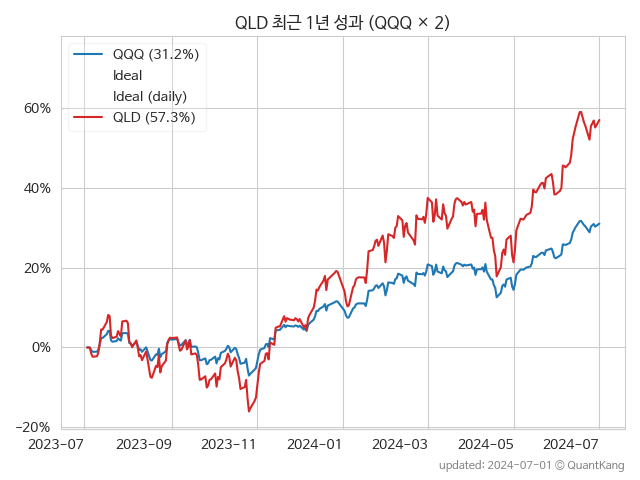 QLD 최근 1년 성과 (QQQ × 2)
QQQ (31.2%)
Ideal
Ideal (daily)
QLD (57.3%)
60%
40%
20%
0%
−20%
2023-07
2023-09
2023-11
2024-01
2024-03
2024-05
2024-07
updated: 2024-07-01 © QuantKang